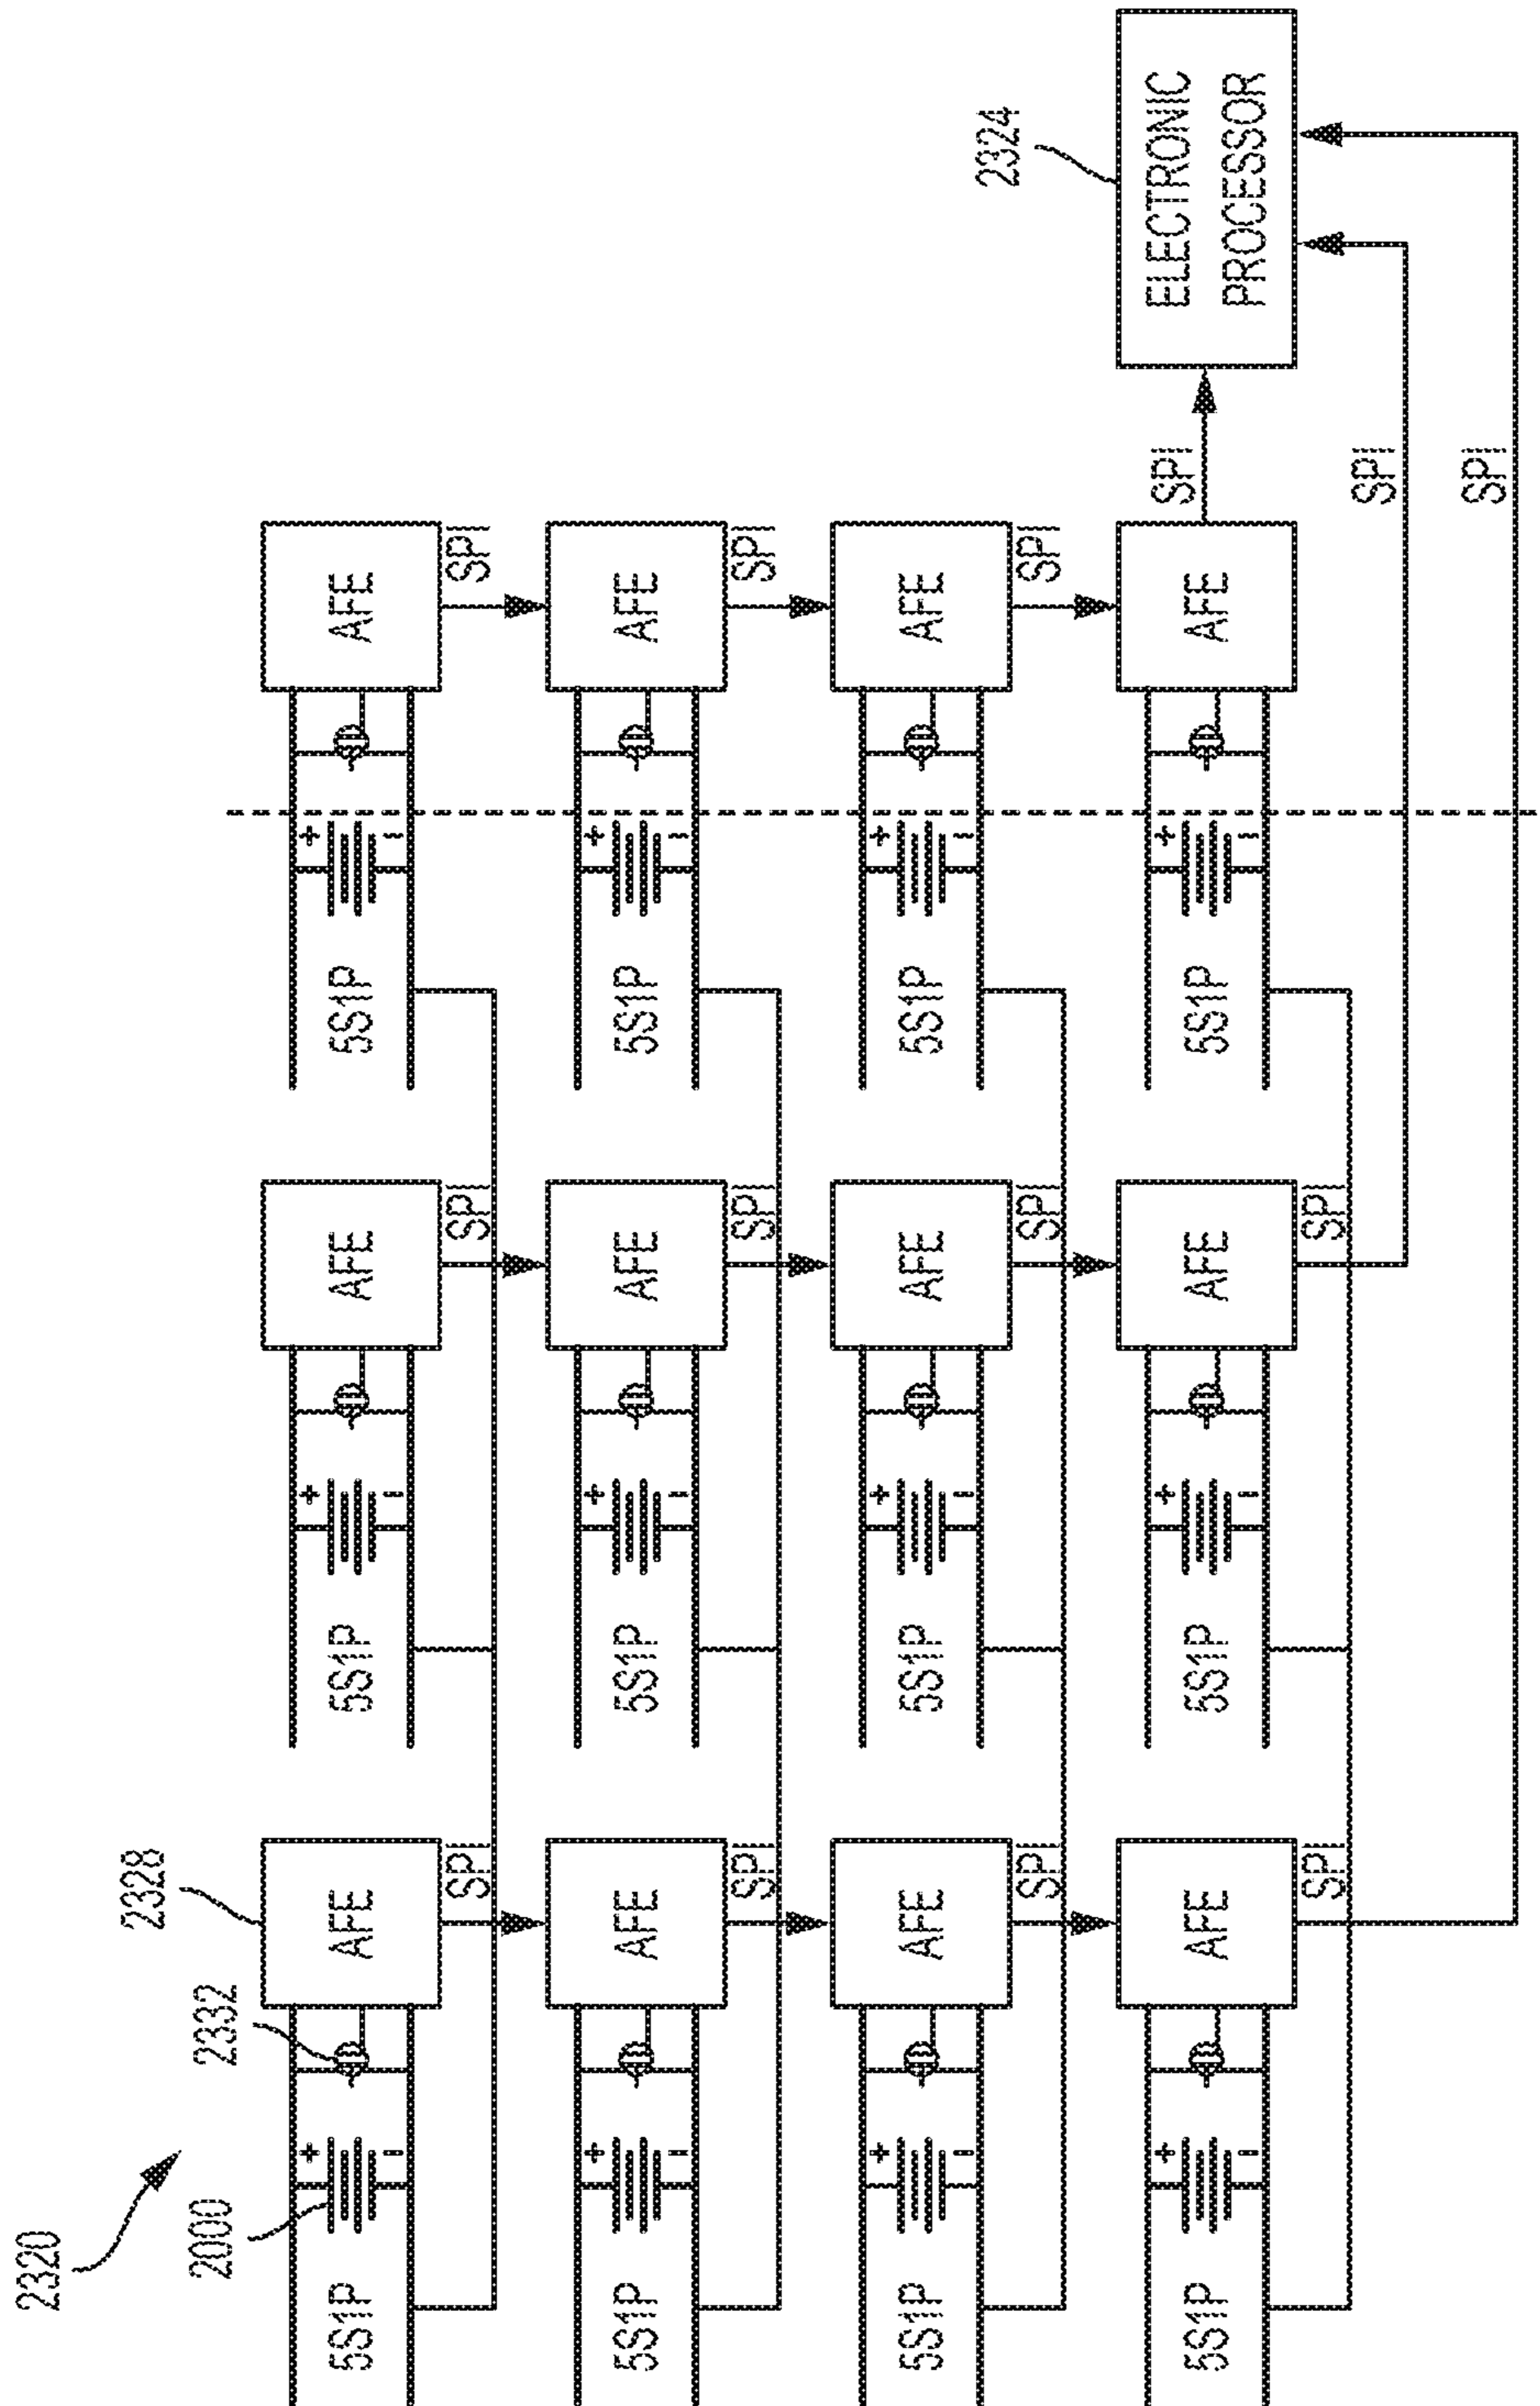 2320
2328
2000
2332
+
+
+
5S1P
AFE
5S1P
AFE
5S1P
AFE
-
-
-
SPI
SPI
SPI
+
+
+
5S1P
AFE
5S1P
AFE
5S1P
AFE
-
-
-
SPI
SPI
SPI
+
+
+
5S1P
AFE
5S1P
AFE
5S1P
AFE
-
-
-
2324
SPI
SPI
SPI
+
+
+
5S1P
AFE
5S1P
AFE
5S1P
AFE
SPI
ELECTRONIC
PROCESSOR
-
-
-
SPI
SPI
SPI
SPI